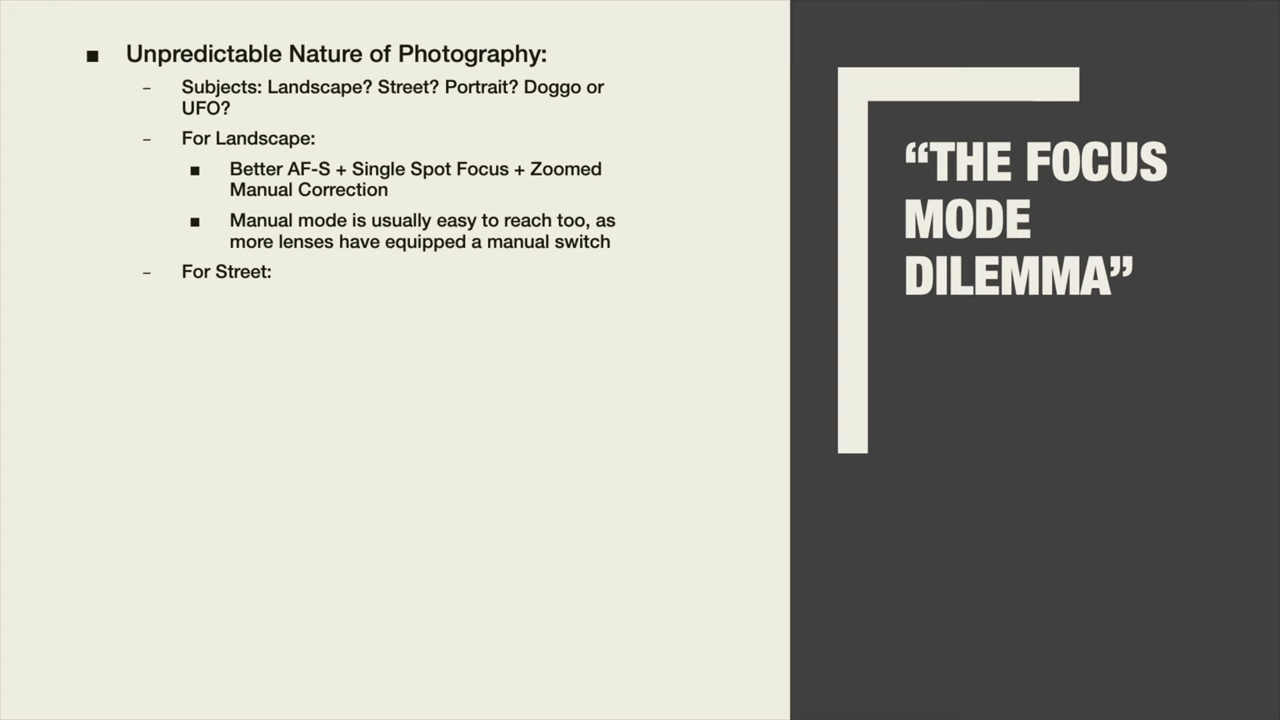 ■ Unpredictable Nature of Photography:
– Subjects: Landscape? Street? Portrait? Doggo or
UFO?
– For Landscape:
■ Better AF-S + Single Spot Focus + Zoomed
Manual Correction
■ Manual mode is usually easy to reach too, as
more lenses have equipped a manual switch
– For Street:
“THE FOCUS
MODE
DILEMMA”